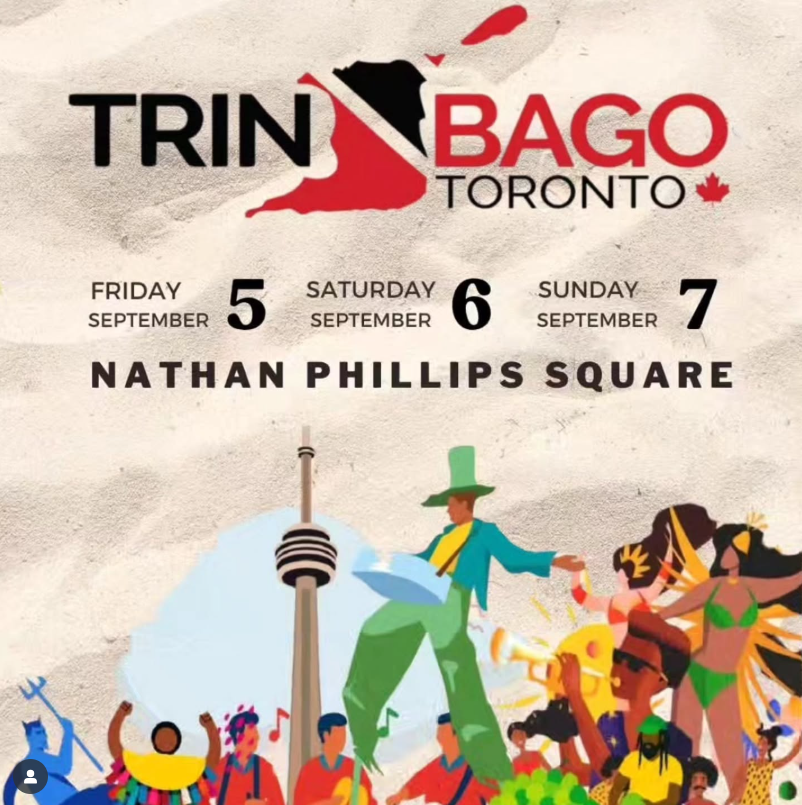 TRIN BAGO
TORONTO
FRIDAY SEPTEMBER 5
SATURDAY SEPTEMBER 6
SUNDAY SEPTEMBER 7
NATHAN PHILLIPS SQUARE